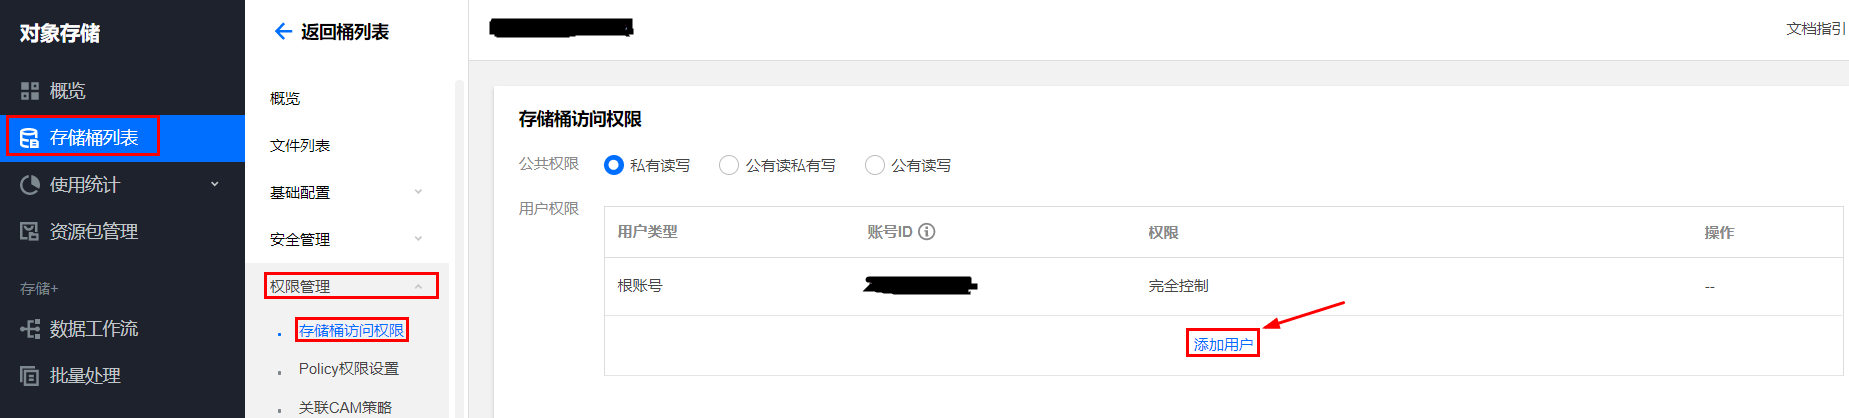 对象存储
概览
存储桶列表
使用统计
资源包管理
存储+
数据工作流
批量处理
返回桶列表
概览
文件列表
基础配置
安全管理
权限管理
存储桶访问权限
Policy权限设置
关联CAM策略
文档指引
存储桶访问权限
公共权限 私有读写 公有读私有写 公有读写
用户权限
用户类型 账号ID 权限 操作
根账号 完全控制 --
添加用户